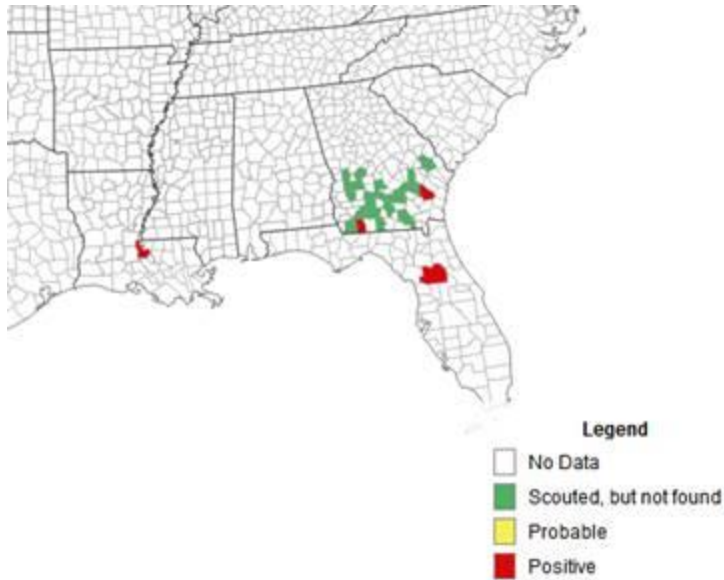 Legend
No Data
Scouted, but not found
Probable
Positive